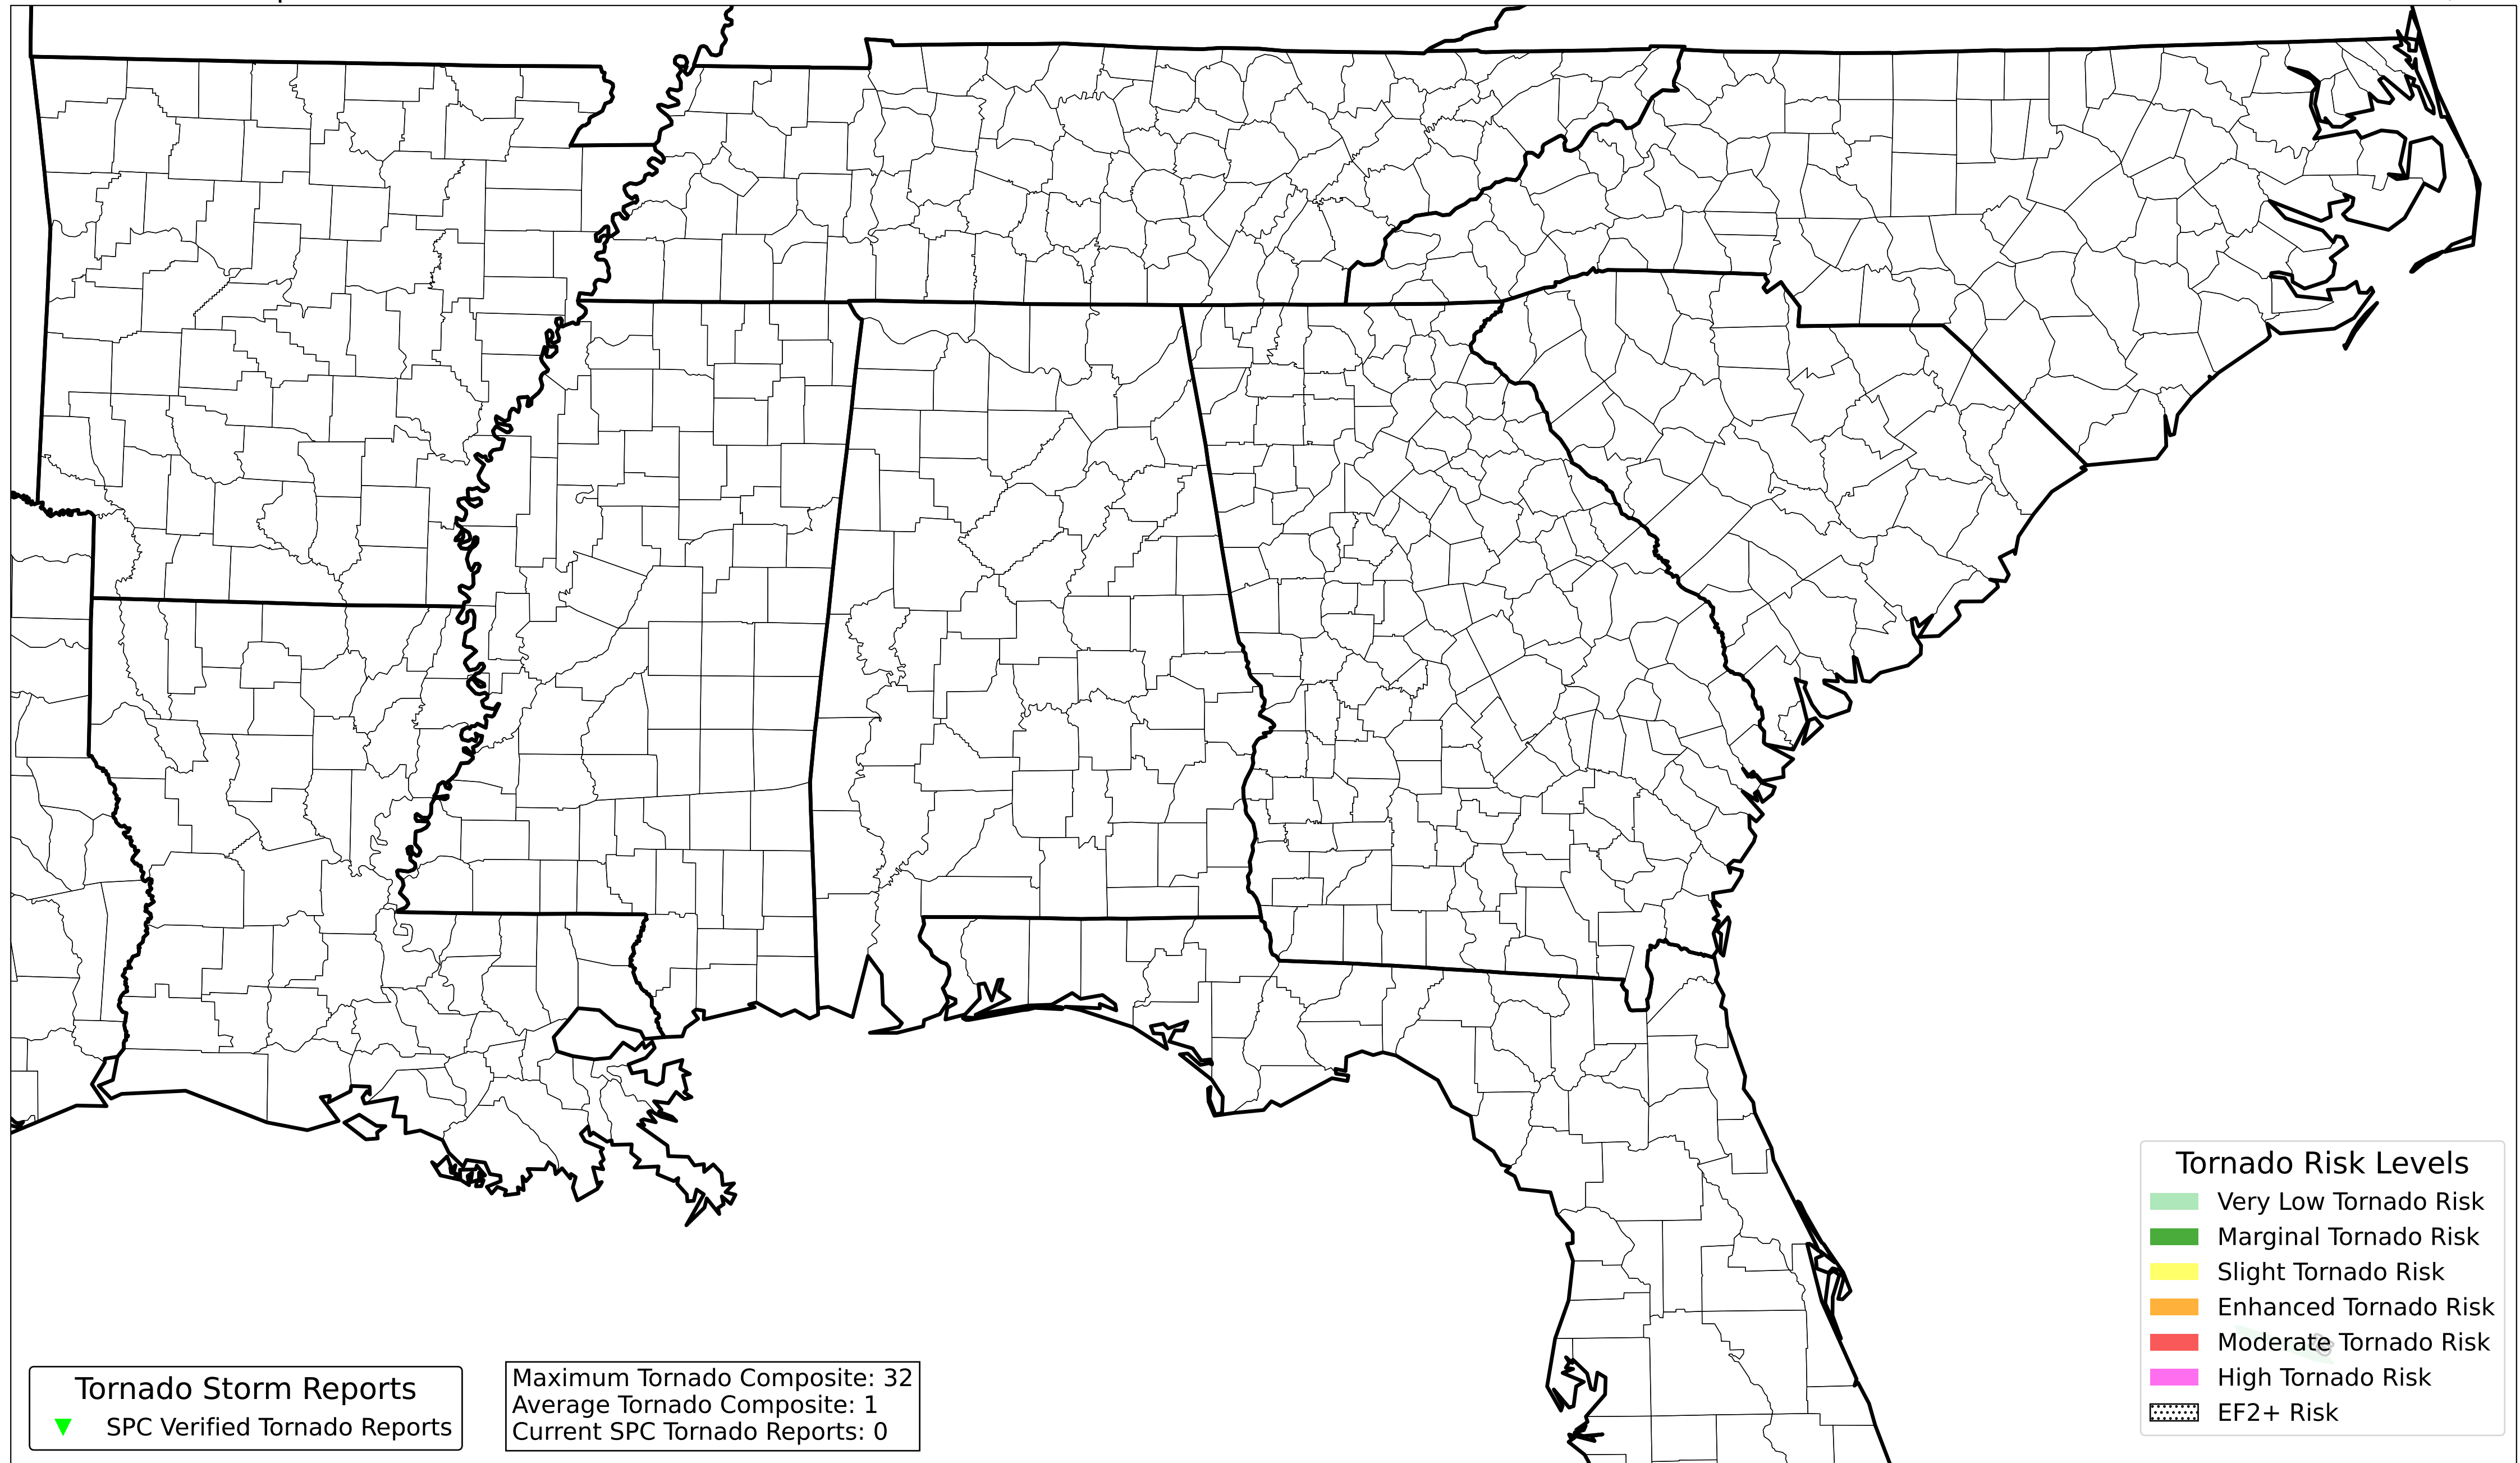 Tornado Risk Levels
Very Low Tornado Risk
Marginal Tornado Risk
Slight Tornado Risk
Enhanced Tornado Risk
Moderate Tornado Risk
High Tornado Risk
EF2+ Risk
Tornado Storm Reports
SPC Verified Tornado Reports
Maximum Tornado Composite: 32
Average Tornado Composite: 1
Current SPC Tornado Reports: 0